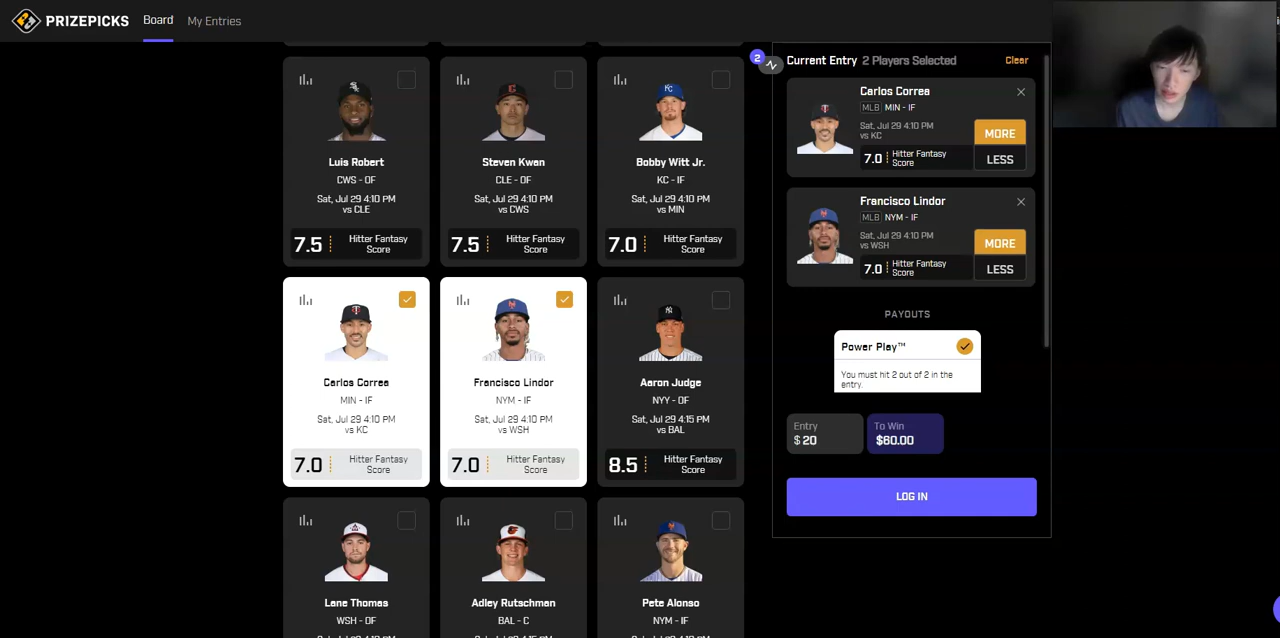 PRIZEPICKS
Board
My Entries
Luis Robert
CWS - OF
Sat, Jul 29 4:10 PM
vs CLE
7.5
Hitter Fantasy
Score
Steven Kwan
CLE - OF
Sat, Jul 29 4:10 PM
vs CWS
7.5
Hitter Fantasy
Score
Bobby Witt Jr.
KC - IF
Sat, Jul 29 4:10 PM
vs MIN
7.0
Hitter Fantasy
Score
Carlos Correa
MIN - IF
Sat, Jul 29 4:10 PM
vs KC
7.0
Hitter Fantasy
Score
Francisco Lindor
NYM - IF
Sat, Jul 29 4:10 PM
vs WSH
7.0
Hitter Fantasy
Score
Aaron Judge
NYY - OF
Sat, Jul 29 4:15 PM
vs BAL
8.5
Hitter Fantasy
Score
Lane Thomas
WSH - OF
Adley Rutschman
BAL - C
Pete Alonso
NYM - IF
2
Current Entry 2 Players Selected
Clear
Carlos Correa
MLB MIN - IF
Sat, Jul 29 4:10 PM
vs KC
7.0
Hitter Fantasy
Score
MORE
LESS
Francisco Lindor
MLB NYM - IF
Sat, Jul 29 4:10 PM
vs WSH
7.0
Hitter Fantasy
Score
MORE
LESS
PAYOUTS
Power Play™
You must hit 2 out of 2 in the
entry.
Entry
$ 20
To Win
$60.00
LOG IN